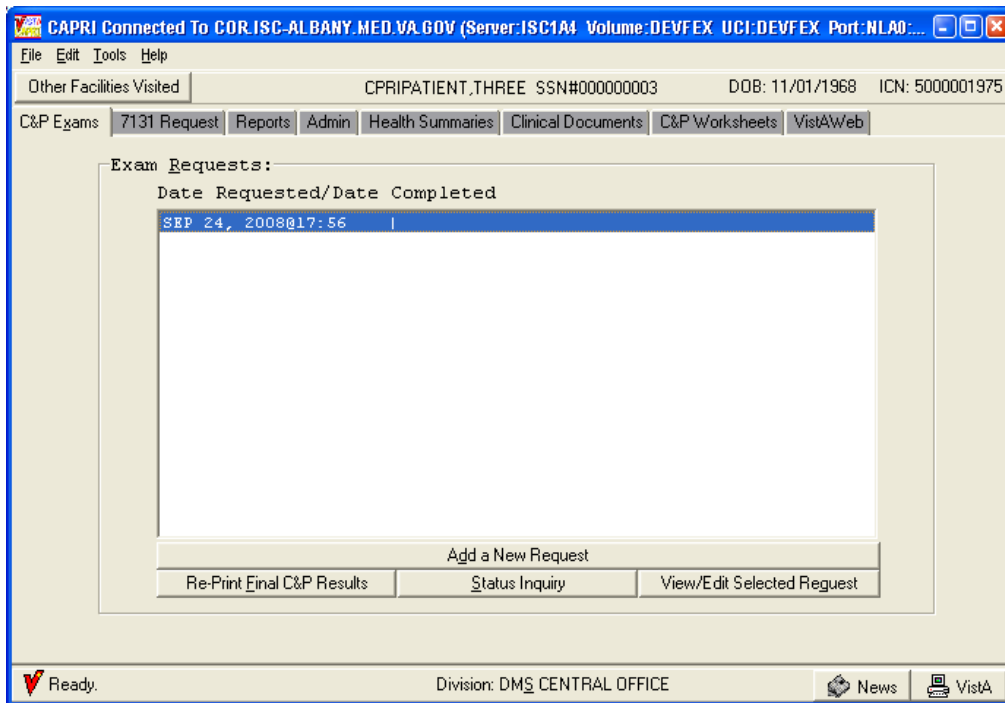 CAPRI Connected To COR.ISC-ALBANY.MED.VA.GOV (Server:ISC1A4 Volume:DEVFEX UCI:DEVFEX Port:NLA0:...
File Edit Tools Help
Other Facilities Visited CPRIPATIENT,THREE SSN#000000003 DOB: 11/01/1968 ICN: 5000001975
C&P Exams 7131 Request Reports Admin Health Summaries Clinical Documents C&P Worksheets VistAWeb
Exam Requests:
Date Requested/Date Completed
SEP 24, 2008@17:56 |
Add a New Request
Re-Print Final C&P Results Status Inquiry View/Edit Selected Request
Ready. Division: DMS CENTRAL OFFICE News VistA